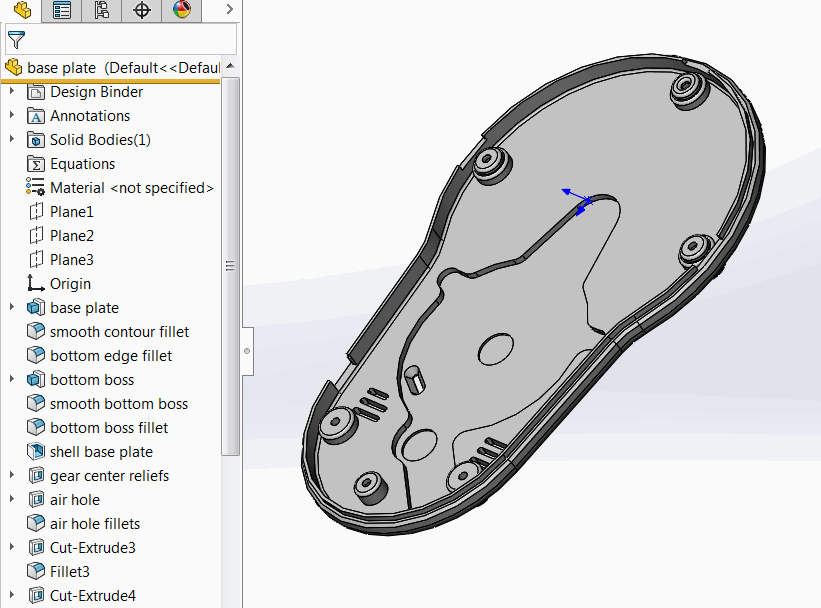 base plate (Default<<Defaul
Design Binder
Annotations
Solid Bodies(1)
Equations
Material <not specified>
Plane1
Plane2
Plane3
Origin
base plate
smooth contour fillet
bottom edge fillet
bottom boss
smooth bottom boss
bottom boss fillet
shell base plate
gear center reliefs
air hole
air hole fillets
Cut-Extrude3
Fillet3
Cut-Extrude4